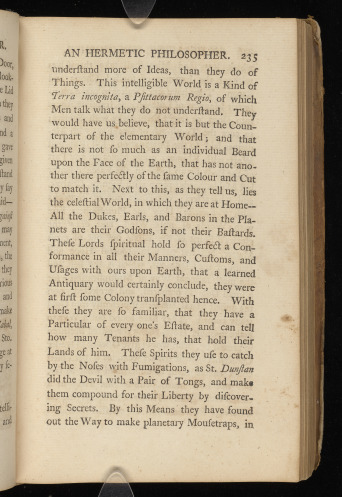 AN HERMETIC PHILOSOPHER. 235
underſtand more of Ideas, than they do of
Things. This intelligible World is a Kind of
Terra incognita, a Pſittacorum Regio, of which
Men talk what they do not underſtand. They
would have us believe, that it is but the Coun-
terpart of the elementary World; and that
there is not ſo much as an individual Beard
upon the Face of the Earth, that has not ano-
ther there perfectly of the ſame Colour and Cut
to match it. Next to this, as they tell us, lies
the celeſtial World, in which they are at Home--
All the Dukes, Earls, and Barons in the Pla-
nets are their Godſons, if not their Baſtards.
Theſe Lords ſpiritual hold ſo perfect a Con-
formance in all their Manners, Cuſtoms, and
Uſages with ours upon Earth, that a learned
Antiquary would certainly conclude, they were
at firſt ſome Colony tranſplanted hence. With
theſe they are ſo familiar, that they have a
Particular of every one's Eſtate, and can tell
how many Tenants he has, that hold their
Lands of him. Theſe Spirits they uſe to catch
by the Noſes with Fumigations, as St. Dunſtan
did the Devil with a Pair of Tongs, and make
them compound for their Liberty by diſcover-
ing Secrets. By this Means they have found
out the Way to make planetary Mouſetraps, in